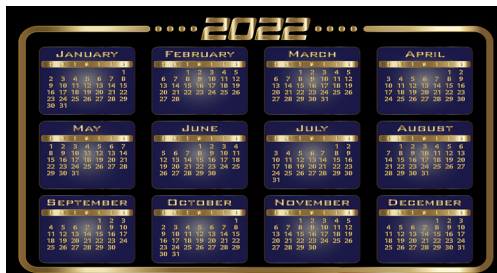 2022
JANUARY
1
2 3 4 5 6 7 8
9 10 11 12 13 14 15
16 17 18 19 20 21 22
23 24 25 26 27 28 29
30 31
FEBRUARY
1 2 3 4 5
6 7 8 9 10 11 12
13 14 15 16 17 18 19
20 21 22 23 24 25 26
27 28
MARCH
1 2 3 4 5
6 7 8 9 10 11 12
13 14 15 16 17 18 19
20 21 22 23 24 25 26
27 28 29 30 31
APRIL
1 2
3 4 5 6 7 8 9
10 11 12 13 14 15 16
17 18 19 20 21 22 23
24 25 26 27 28 29 30
MAY
1 2 3 4 5 6 7
8 9 10 11 12 13 14
15 16 17 18 19 20 21
22 23 24 25 26 27 28
29 30 31
JUNE
1 2 3 4
5 6 7 8 9 10 11
12 13 14 15 16 17 18
19 20 21 22 23 24 25
26 27 28 29 30
JULY
1 2
3 4 5 6 7 8 9
10 11 12 13 14 15 16
17 18 19 20 21 22 23
24 25 26 27 28 29 30
31
AUGUST
1 2 3 4 5 6
7 8 9 10 11 12 13
14 15 16 17 18 19 20
21 22 23 24 25 26 27
28 29 30 31
SEPTEMBER
1 2 3
4 5 6 7 8 9 10
11 12 13 14 15 16 17
18 19 20 21 22 23 24
25 26 27 28 29 30
OCTOBER
1
2 3 4 5 6 7 8
9 10 11 12 13 14 15
16 17 18 19 20 21 22
23 24 25 26 27 28 29
30 31
NOVEMBER
1 2 3 4 5
6 7 8 9 10 11 12
13 14 15 16 17 18 19
20 21 22 23 24 25 26
27 28 29 30
DECEMBER
1 2 3
4 5 6 7 8 9 10
11 12 13 14 15 16 17
18 19 20 21 22 23 24
25 26 27 28 29 30 31